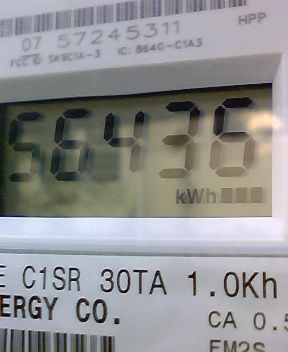 HPP
07 57245311
FCC ID: SK9C1A-3 IC: 864G-C1A3
56436
kWh
E C1SR 30TA 1.0Kh
ERGY CO.
CA 0.5
FM2S